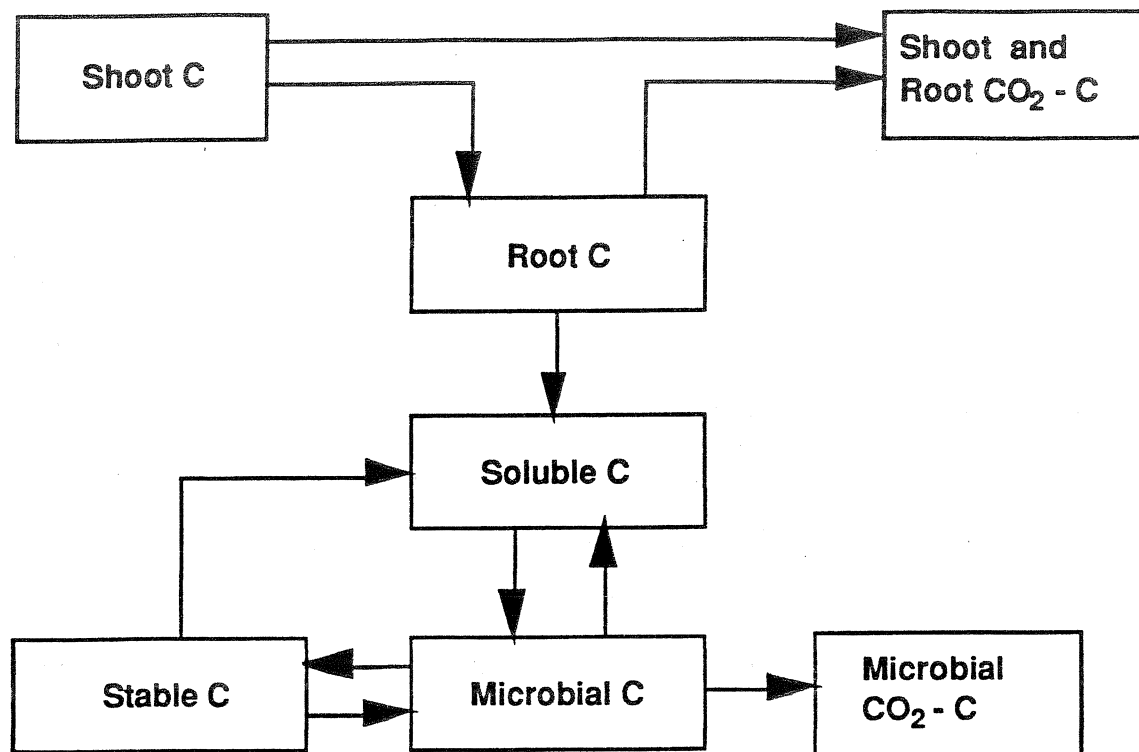 Shoot C
Shoot and
Root CO₂ - C
Root C
Soluble C
Stable C
Microbial C
Microbial
CO₂ - C